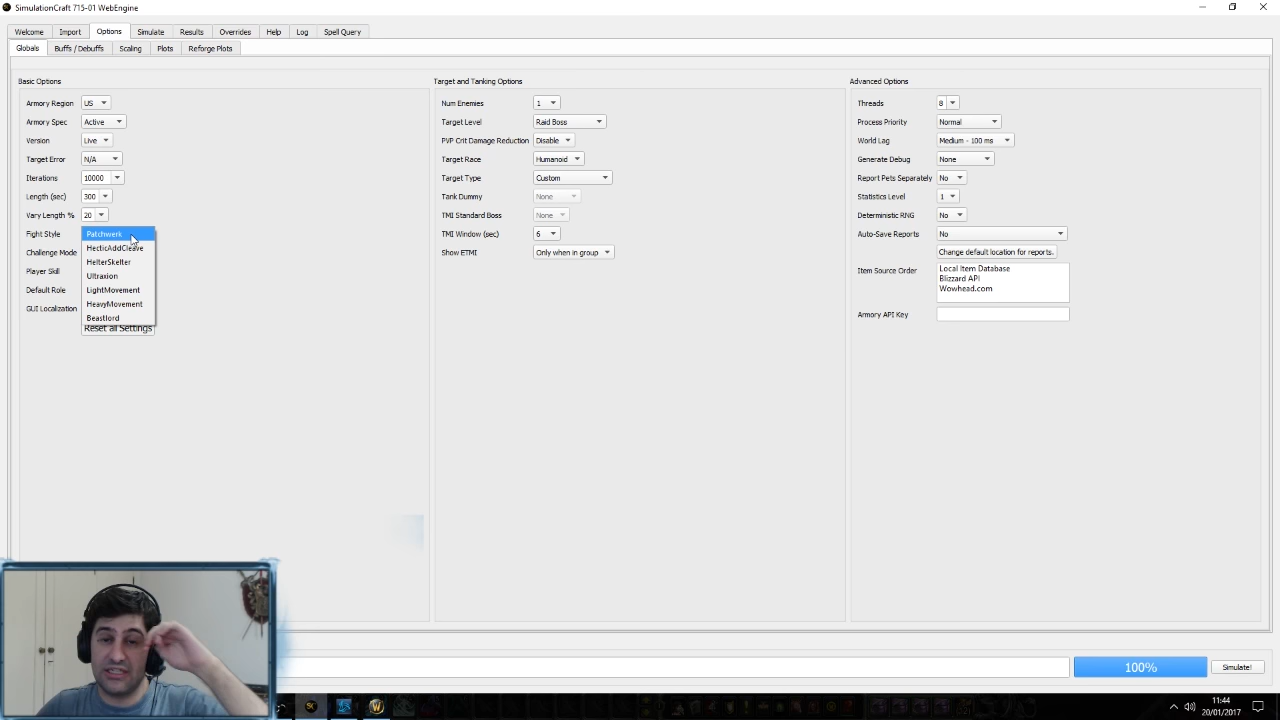 SimulationCraft 715-01 WebEngine
Welcome Import Options Simulate Results Overrides Help Log Spell Query
Globals Buffs / Debuffs Scaling Plots Reforge Plots
Basic Options
Armory Region US
Armory Spec Active
Version Live
Target Error N/A
Iterations 10000
Length (sec) 300
Vary Length % 20
Fight Style Patchwerk
HecticAddCleave
Challenge Mode
HelterSkelter
Player Skill
Ultraxion
Default Role
LightMovement
HeavyMovement
GUI Localization
Beastlord
Reset all Settings
Target and Tanking Options
Num Enemies 1
Target Level Raid Boss
PVP Crit Damage Reduction Disable
Target Race Humanoid
Target Type Custom
Tank Dummy None
TMI Standard Boss None
TMI Window (sec) 6
Show ETMI Only when in group
Advanced Options
Threads 8
Process Priority Normal
World Lag Medium - 100 ms
Generate Debug None
Report Pets Separately No
Statistics Level 1
Deterministic RNG No
Auto-Save Reports No
Change default location for reports.
Item Source Order Local Item Database
Blizzard API
Wowhead.com
Armory API Key
100% Simulate!
11:44
20/01/2017